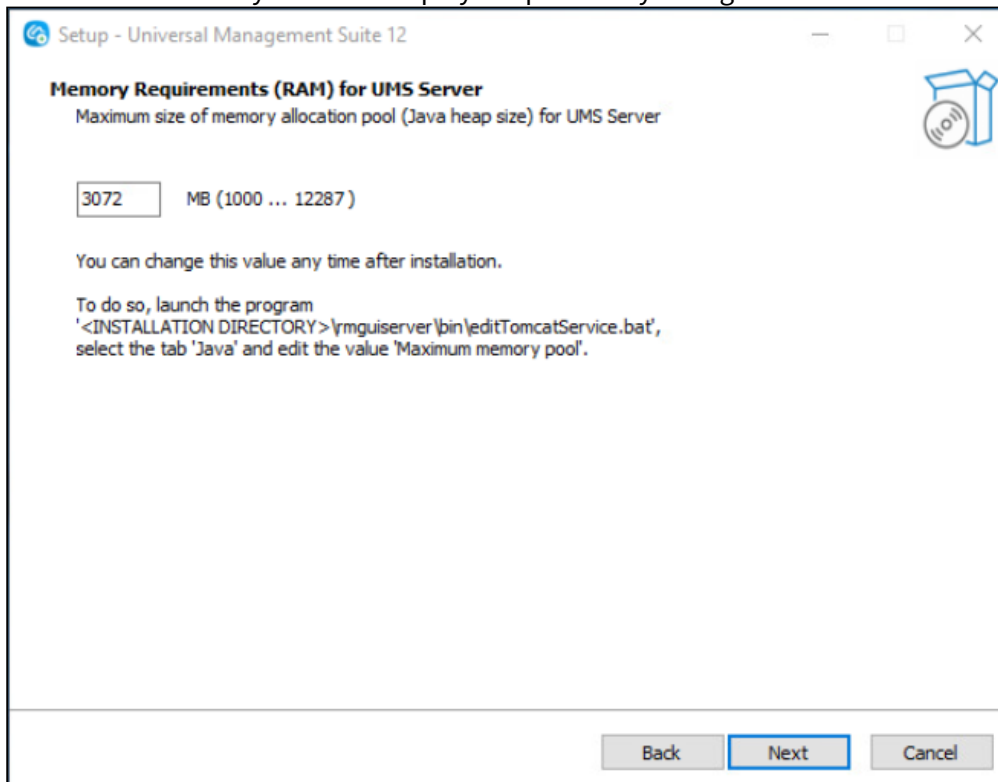 Setup - Universal Management Suite 12
Memory Requirements (RAM) for UMS Server
Maximum size of memory allocation pool (Java heap size) for UMS Server
3072 MB (1000 ... 12287 )
You can change this value any time after installation.
To do so, launch the program
'<INSTALLATION DIRECTORY>\rmguiserver\bin\editTomcatService.bat',
select the tab 'Java' and edit the value 'Maximum memory pool'.
Back Next Cancel